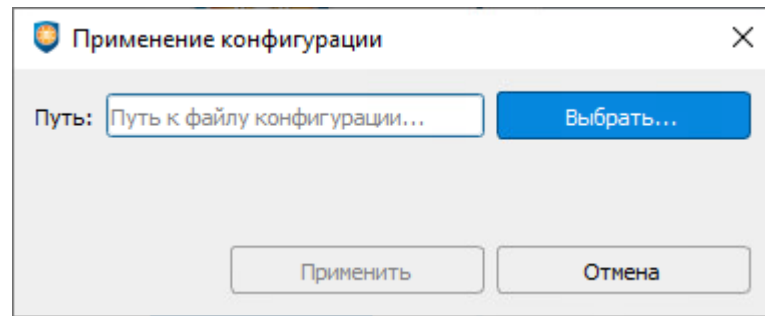 Применение конфигурации
Путь: Путь к файлу конфигурации... Выбрать...
Применить Отмена